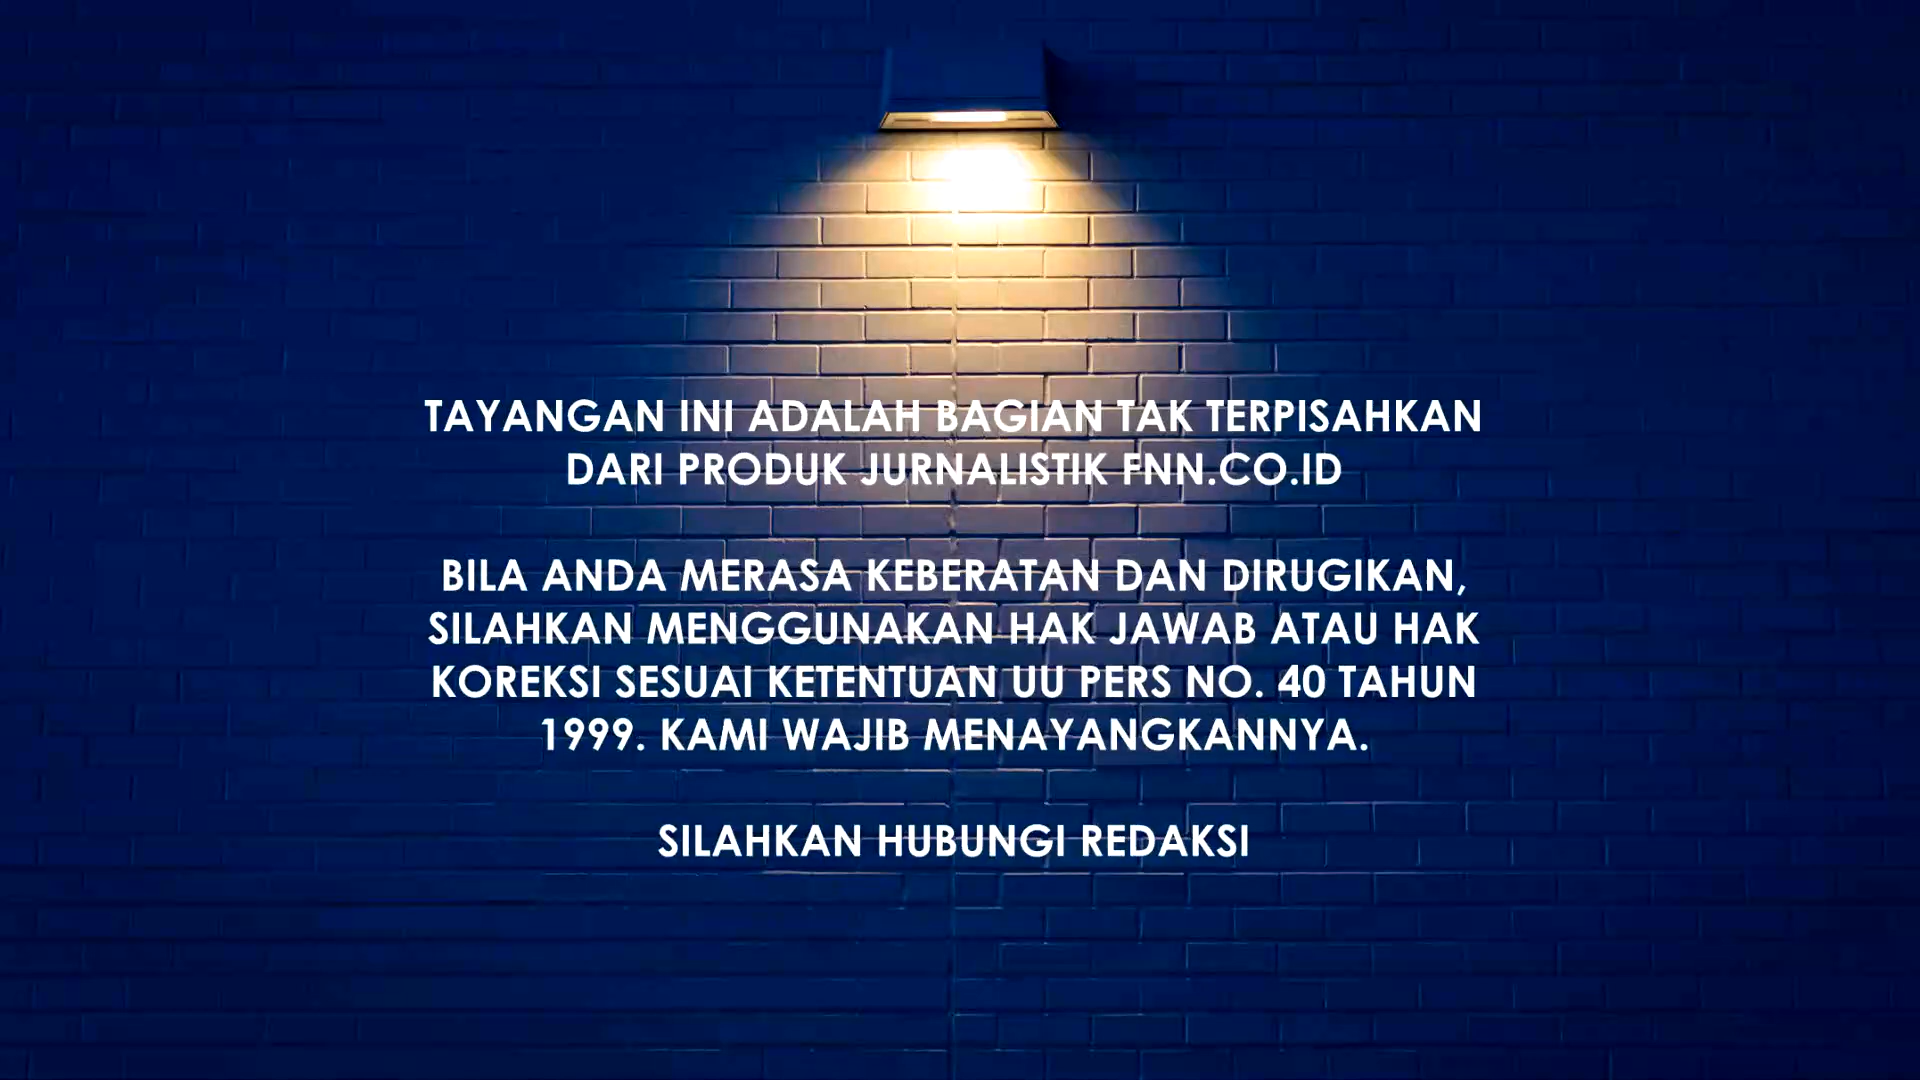 TAYANGAN INI ADALAH BAGIAN TAK TERPISAHKAN
DARI PRODUK JURNALISTIK FNN.CO.ID
BILA ANDA MERASA KEBERATAN DAN DIRUGIKAN,
SILAHKAN MENGGUNAKAN HAK JAWAB ATAU HAK
KOREKSI SESUAI KETENTUAN UU PERS NO. 40 TAHUN
1999. KAMI WAJIB MENAYANGKANNYA.
SILAHKAN HUBUNGI REDAKSI